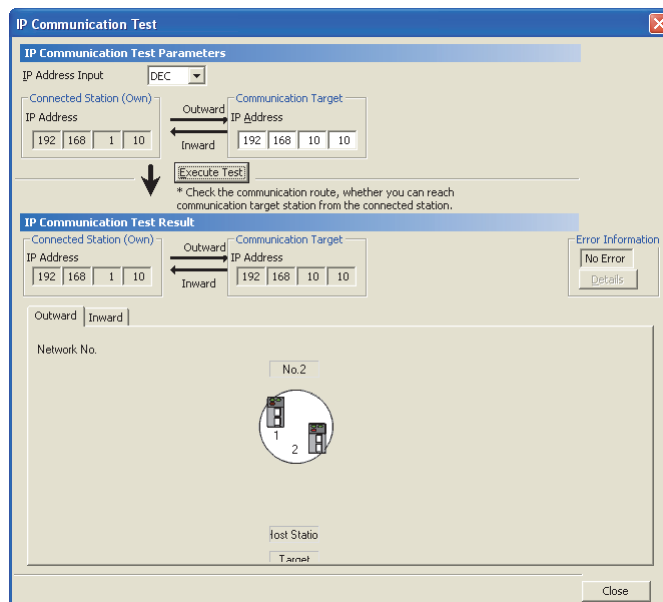 IP Communication Test
IP Communication Test Parameters
IP Address Input DEC
Connected Station (Own)
IP Address
192 168 1 10
Outward
Inward
Communication Target
IP Address
192 168 10 10
Execute Test
* Check the communication route, whether you can reach
communication target station from the connected station.
IP Communication Test Result
Connected Station (Own)
IP Address
192 168 1 10
Outward
Inward
Communication Target
IP Address
192 168 10 10
Error Information
No Error
Details
Outward Inward
Network No.
No.2
1
2
Host Statio
Target
Close